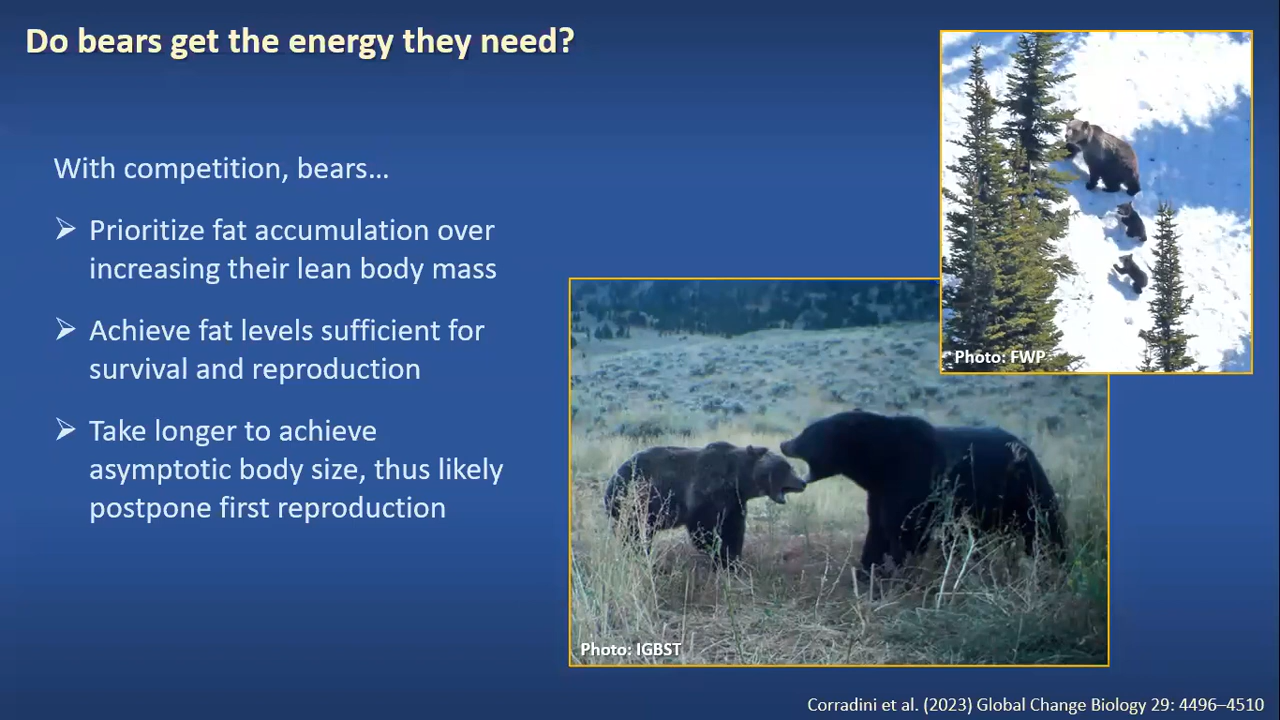 Do bears get the energy they need?
With competition, bears…
Prioritize fat accumulation over
increasing their lean body mass
Achieve fat levels sufficient for
survival and reproduction
Take longer to achieve
asymptotic body size, thus likely
postpone first reproduction
Photo: FWP
Photo: IGBST
Corradini et al. (2023) Global Change Biology 29: 4496–4510